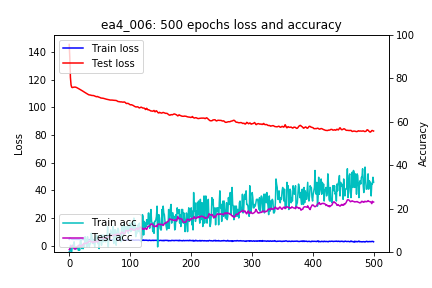 ea4_006: 500 epochs loss and accuracy
Train loss
Test loss
Train acc
Test acc
Loss
Accuracy
140
120
100
80
60
40
20
0
100
80
60
40
20
0
0
100
200
300
400
500